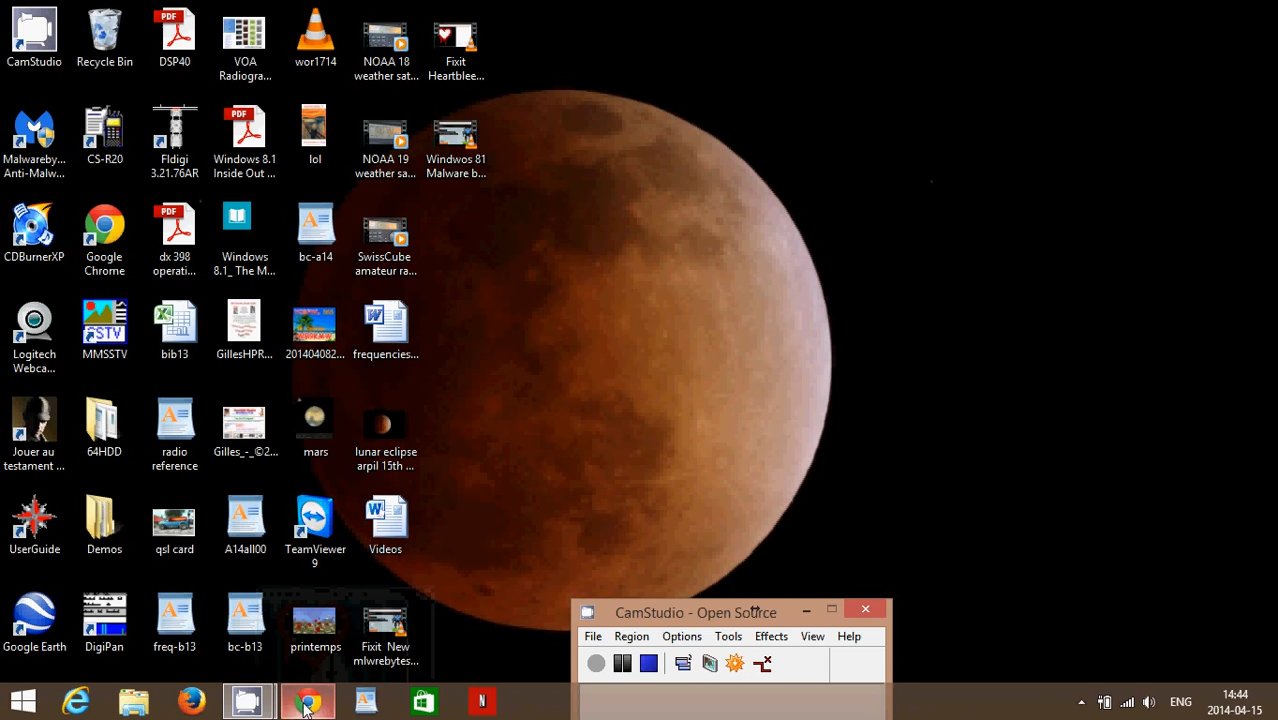 CamStudio
Recycle Bin
PDF
DSP40
VOA
Radiogra...
wor1714
NOAA 18
weather sat...
Fixit
Heartblee...
Malwareby...
Anti-Malw...
CS-R20
Fldigi
3.21.76AR
PDF
Windows 8.1
Inside Out ...
lol
NOAA 19
weather sa...
Windwos 81
Malware b...
CDBurnerXP
Google
Chrome
PDF
dx 398
operati...
Windows
8.1_ The M...
bc-a14
SwissCube
amateur ra...
Logitech
Webca...
SSTV
MMSSTV
bib13
GillesHPR...
201404082...
frequencies...
Jouer au
testament ...
64HDD
radio
reference
Gilles_-_©2...
mars
lunar eclipse
arpil 15th ...
UserGuide
Demos
qsl card
A14all00
TeamViewer
9
Videos
Google Earth
DigiPan
freq-b13
bc-b13
printemps
Fixit New
mlwrebytes...
CamStudio - Open Source
File Region Options Tools Effects View Help
N
ENG
14:44
2014-04-15